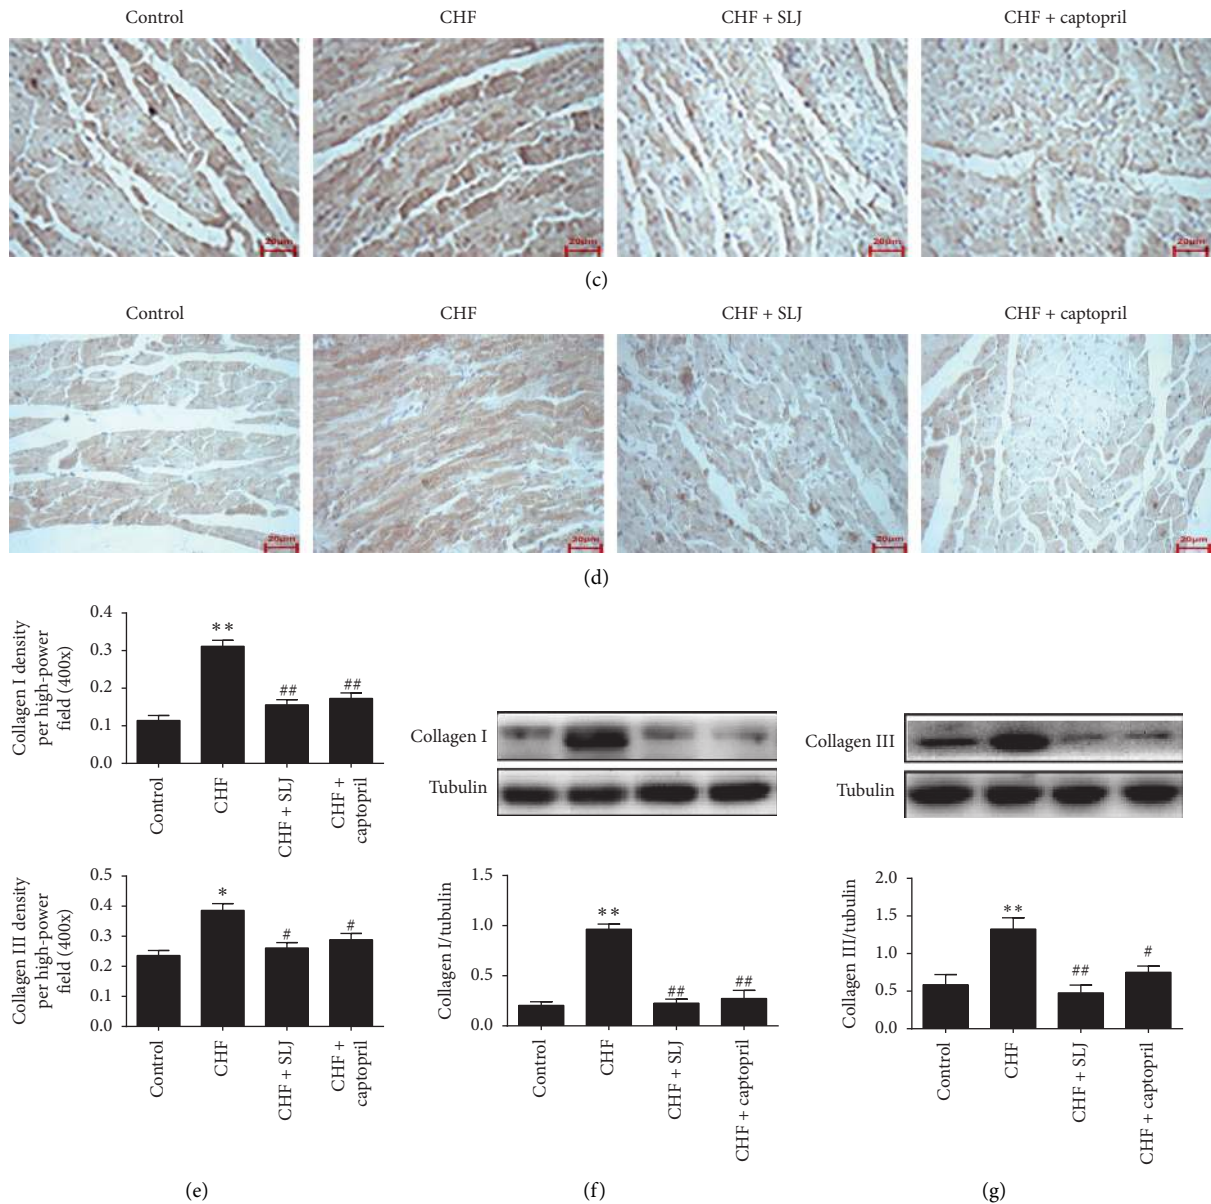 Control CHF CHF + SLJ CHF + captopril
20μm 20μm 20μm 20μm
(c)
Control CHF CHF + SLJ CHF + captopril
20μm 20μm 20μm 20μm
(d)
Collagen I density
per high-power
field (400x)
0.4
0.3
0.2
0.1
0.0
**
##
##
Control
CHF
CHF + SLJ
CHF +
captopril
Collagen III density
per high-power
field (400x)
0.5
0.4
0.3
0.2
0.1
0.0
*
#
#
Control
CHF
CHF + SLJ
CHF +
captopril
(e)
Collagen I
Tubulin
Collagen I/tubulin
1.5
1.0
0.5
0.0
**
##
##
Control
CHF
CHF + SLJ
CHF + captopril
(f)
Collagen III
Tubulin
Collagen III/tubulin
2.0
1.5
1.0
0.5
0.0
**
##
#
Control
CHF
CHF + SLJ
CHF + captopril
(g)